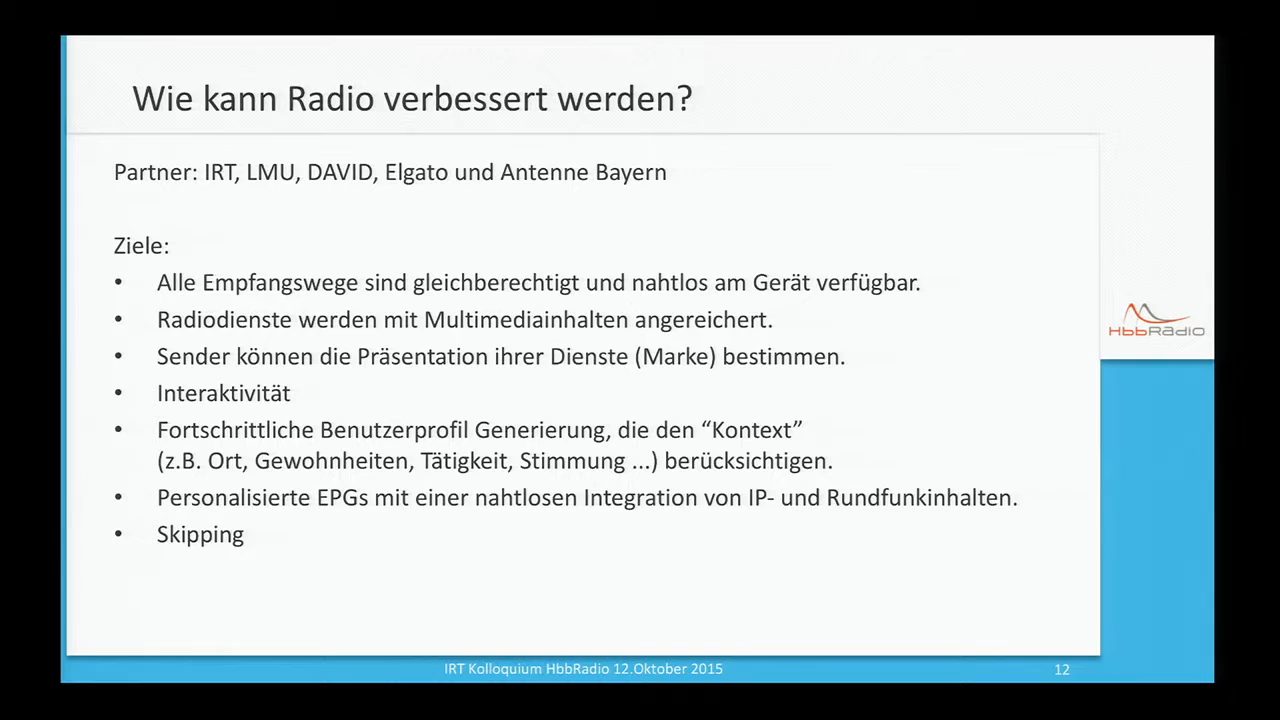 Wie kann Radio verbessert werden?
Partner: IRT, LMU, DAVID, Elgato und Antenne Bayern
Ziele:
• Alle Empfangswege sind gleichberechtigt und nahtlos am Gerät verfügbar.
• Radiodienste werden mit Multimediainhalten angereichert.
• Sender können die Präsentation ihrer Dienste (Marke) bestimmen.
• Interaktivität
• Fortschrittliche Benutzerprofil Generierung, die den “Kontext”
(z.B. Ort, Gewohnheiten, Tätigkeit, Stimmung ...) berücksichtigen.
• Personalisierte EPGs mit einer nahtlosen Integration von IP- und Rundfunkinhalten.
• Skipping
HbbRadio
IRT Kolloquium HbbRadio 12.Oktober 2015
12